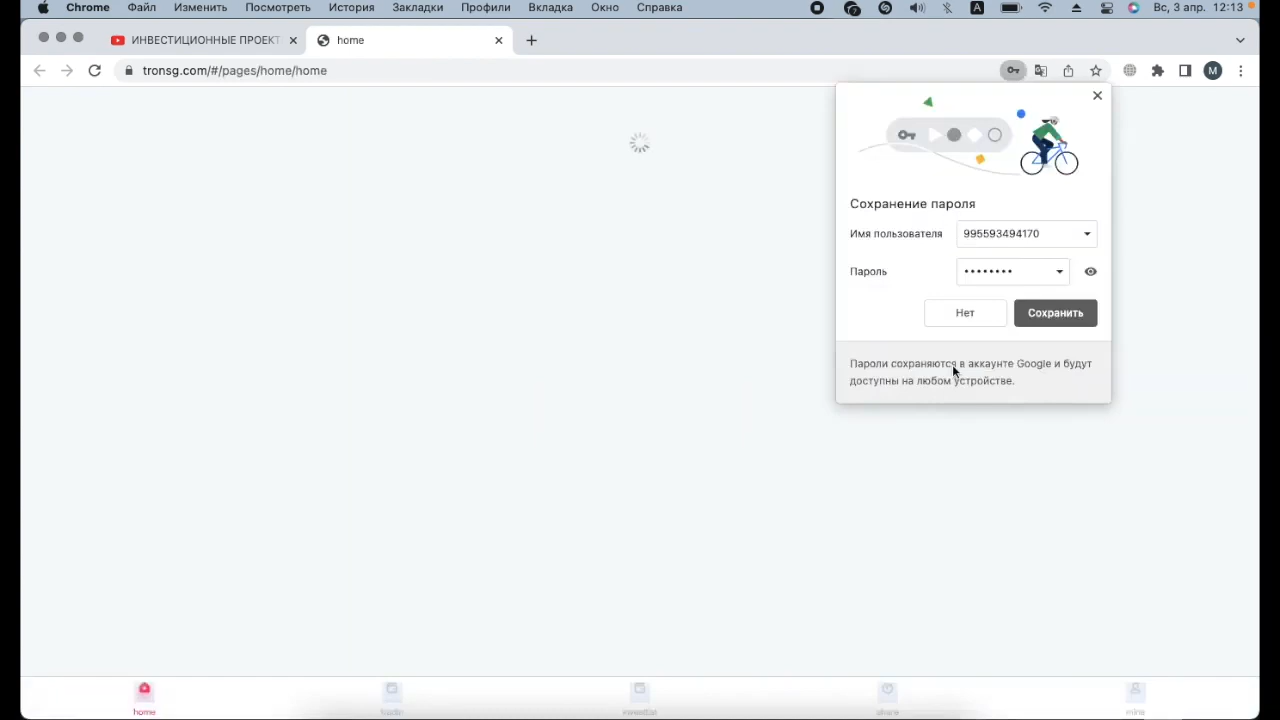 Chrome Файл Изменить Посмотреть История Закладки Профили Вкладка Окно Справка A Вс, 3 апр. 12:13
ИНВЕСТИЦИОННЫЕ ПРОЕКТ home
tronsg.com/#/pages/home/home M
Сохранение пароля
Имя пользователя 995593494170
Пароль ••••••••
Нет Сохранить
Пароли сохраняются в аккаунте Google и будут
доступны на любом устройстве.
home share mine